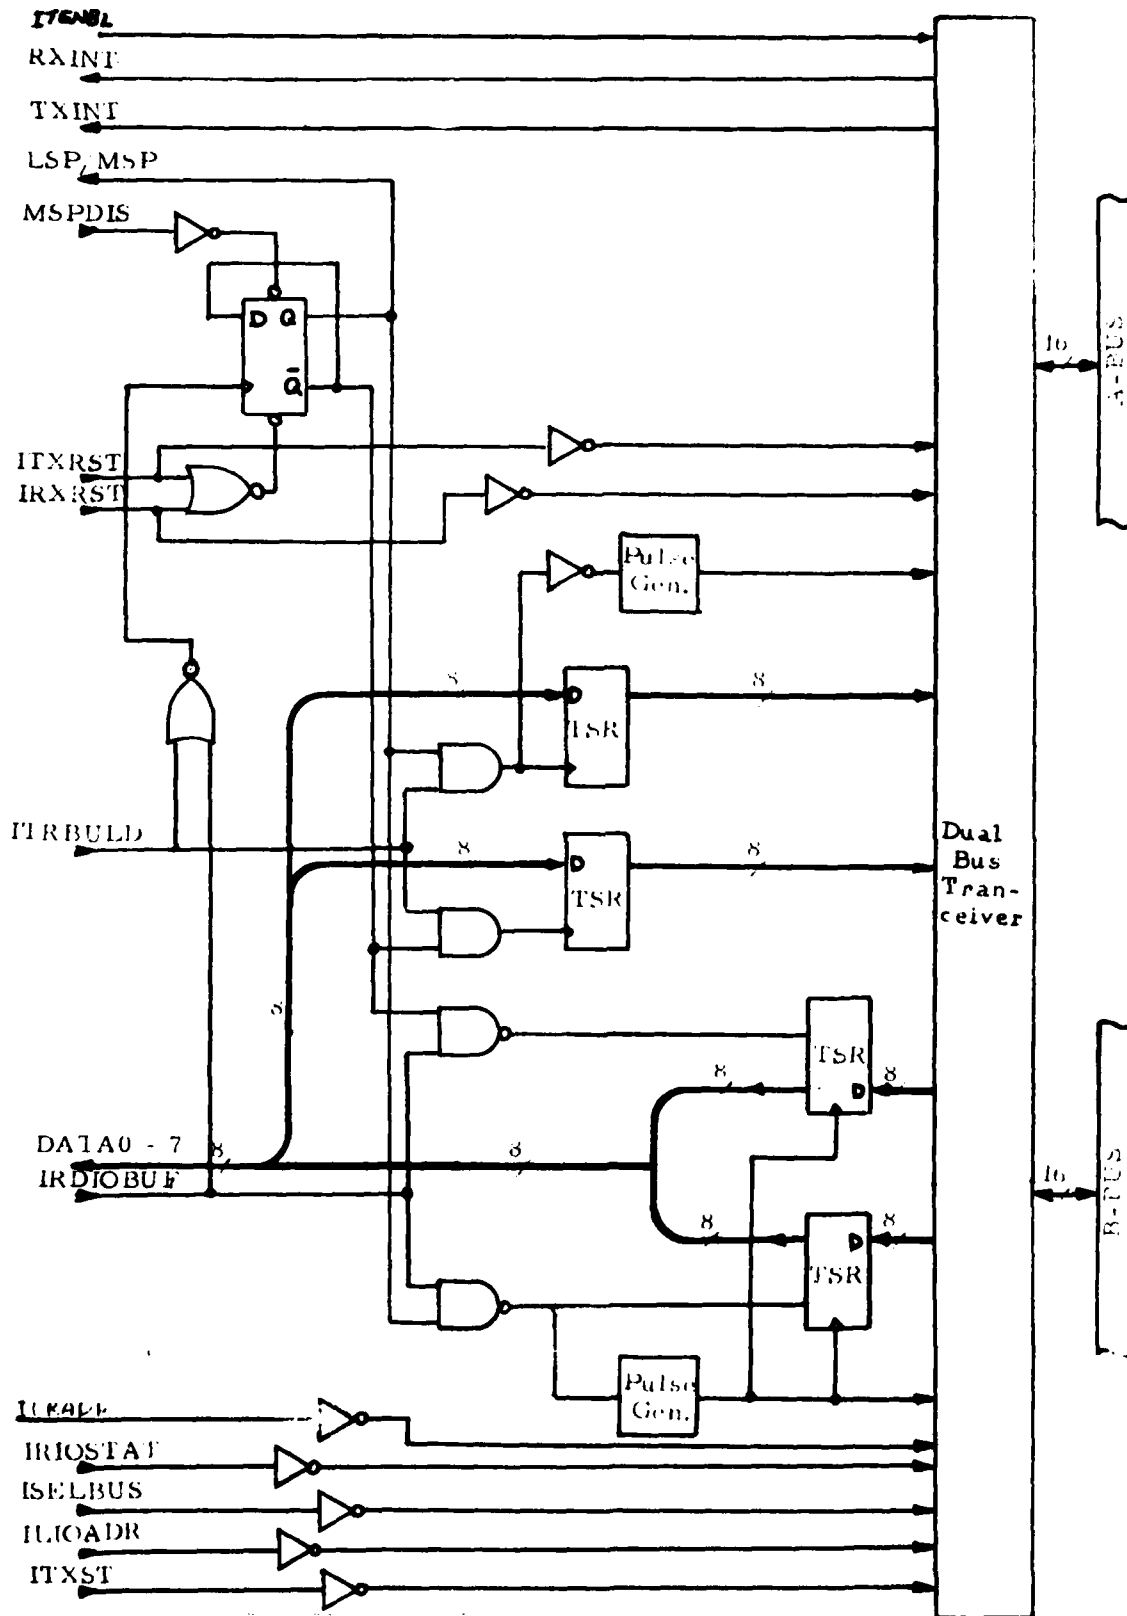 ITENBL
RXINT
TXINT
LSP/MSP
MSPDIS
D Q
Q̄
16
A-BUS
ITXRST
IRXRST
Pulse
Gen.
8
8
D
TSR
ITRBULD
8
8
D
TSR
Dual
Bus
Tran-
ceiver
8
TSR
D
8
8
DATA0 - 7
8
8
IRDIOBUF
16
B-BUS
8
8
D
TSR
Pulse
Gen.
IRIOSTAT
ISELBUS
ILIOADR
ITXST